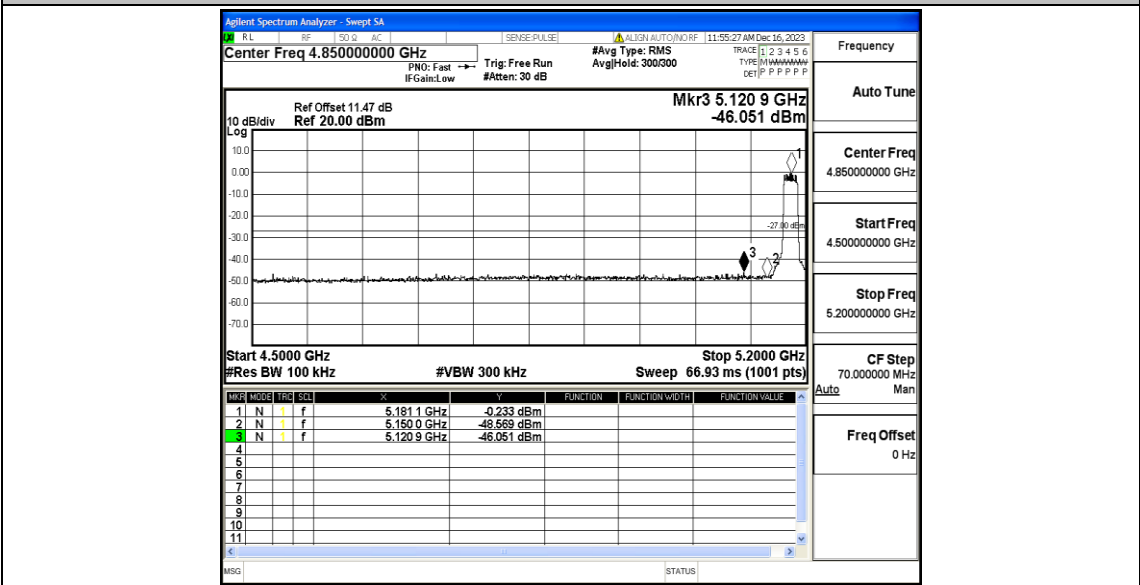 Agilent Spectrum Analyzer - Swept SA
RL RF 50 Ω AC SENSE:PULSE ALIGN AUTO/NO RF 11:55:27 AM Dec 16, 2023
Center Freq 4.850000000 GHz
PNO: Fast
IFGain:Low
Trig: Free Run
#Atten: 30 dB
#Avg Type: RMS
Avg|Hold: 300/300
TRACE 1 2 3 4 5 6
TYPE M
DET P P P P P P
Ref Offset 11.47 dB
10 dB/div Ref 20.00 dBm
Log
Mkr3 5.120 9 GHz
-46.051 dBm
10.0
0.00
-10.0
-20.0
-30.0
-40.0
-50.0
-60.0
-70.0
1
-27.00 dBm
3
2
Start 4.5000 GHz Stop 5.2000 GHz
#Res BW 100 kHz #VBW 300 kHz Sweep 66.93 ms (1001 pts)
MKR MODE TRC SCL X Y FUNCTION FUNCTION WIDTH FUNCTION VALUE
1 N 1 f 5.181 1 GHz -0.233 dBm
2 N 1 f 5.150 0 GHz -48.569 dBm
3 N 1 f 5.120 9 GHz -46.051 dBm
4
5
6
7
8
9
10
11
MSG STATUS
Frequency
Auto Tune
Center Freq
4.850000000 GHz
Start Freq
4.500000000 GHz
Stop Freq
5.200000000 GHz
CF Step
70.000000 MHz
Auto Man
Freq Offset
0 Hz